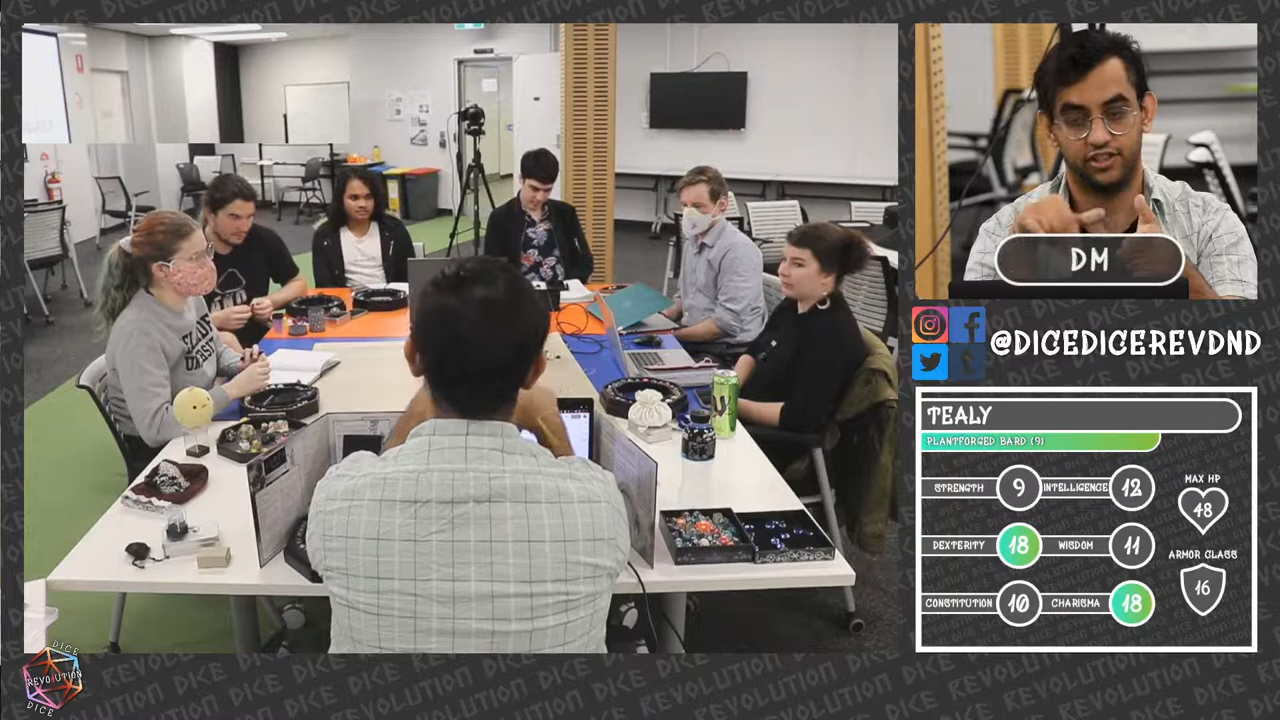 DM
@DICEDICEREVDND
TEALY
PLANTFORGED BARD (9)
STRENGTH 9 INTELLIGENCE 12
MAX HP
48
DEXTERITY 18 WISDOM 11
ARMOR CLASS
16
CONSTITUTION 10 CHARISMA 18
DICE
REVOLUTION
DICE